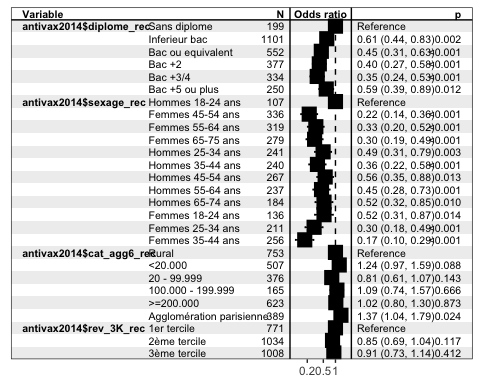 Variable N Odds ratio p
antivax2014$diplome_rec Sans diplome 199 Reference
Inferieur bac 1101 0.61 (0.44, 0.83) 0.002
Bac ou equivalent 552 0.45 (0.31, 0.63) <0.001
Bac +2 377 0.40 (0.27, 0.58) <0.001
Bac +3/4 334 0.35 (0.24, 0.53) <0.001
Bac +5 ou plus 250 0.59 (0.39, 0.89) 0.012
antivax2014$sexage_rec Hommes 18-24 ans 107 Reference
Femmes 45-54 ans 336 0.22 (0.14, 0.36) <0.001
Femmes 55-64 ans 319 0.33 (0.20, 0.52) <0.001
Femmes 65-75 ans 279 0.30 (0.19, 0.49) <0.001
Hommes 25-34 ans 241 0.49 (0.31, 0.79) 0.003
Hommes 35-44 ans 240 0.36 (0.22, 0.58) <0.001
Hommes 45-54 ans 267 0.56 (0.35, 0.88) 0.013
Hommes 55-64 ans 237 0.45 (0.28, 0.73) 0.001
Hommes 65-74 ans 184 0.52 (0.32, 0.85) 0.010
Femmes 18-24 ans 136 0.52 (0.31, 0.87) 0.014
Femmes 25-34 ans 211 0.30 (0.18, 0.49) <0.001
Femmes 35-44 ans 256 0.17 (0.10, 0.29) <0.001
antivax2014$cat_agg6_rec Rural 753 Reference
<20.000 507 1.24 (0.97, 1.59) 0.088
20 - 99.999 376 0.81 (0.61, 1.07) 0.143
100.000 - 199.999 165 1.09 (0.74, 1.57) 0.666
>=200.000 623 1.02 (0.80, 1.30) 0.873
Agglomération parisienne 389 1.37 (1.04, 1.79) 0.024
antivax2014$rev_3K_rec 1er tercile 771 Reference
2ème tercile 1034 0.85 (0.69, 1.04) 0.117
3ème tercile 1008 0.91 (0.73, 1.14) 0.412
0.2 0.5 1